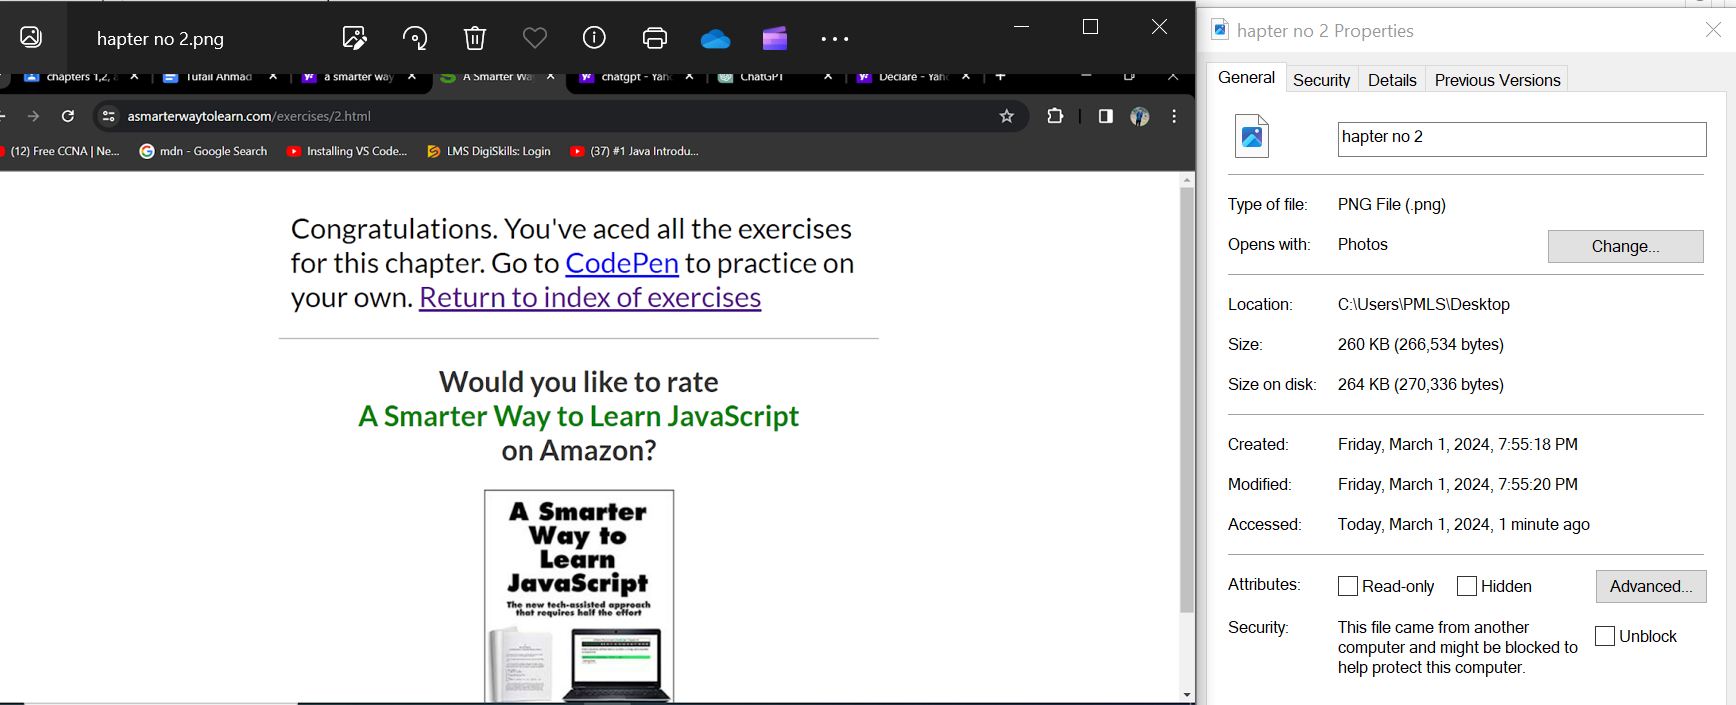 hapter no 2.png
chapters 1,2, a
Tufail Ahmad
a smarter way
A Smarter Wa
chatgpt - Yaho
ChatGPT
Declare - Yaho
asmarterwaytolearn.com/exercises/2.html
(12) Free CCNA | Ne...
mdn - Google Search
Installing VS Code...
LMS DigiSkills: Login
(37) #1 Java Introdu...
Congratulations. You've aced all the exercises
for this chapter. Go to CodePen to practice on
your own. Return to index of exercises
Would you like to rate
A Smarter Way to Learn JavaScript
on Amazon?
A Smarter
Way to
Learn
JavaScript
The new tech-assisted approach
that requires half the effort
hapter no 2 Properties
General Security Details Previous Versions
hapter no 2
Type of file: PNG File (.png)
Opens with: Photos Change...
Location: C:\Users\PMLS\Desktop
Size: 260 KB (266,534 bytes)
Size on disk: 264 KB (270,336 bytes)
Created: Friday, March 1, 2024, 7:55:18 PM
Modified: Friday, March 1, 2024, 7:55:20 PM
Accessed: Today, March 1, 2024, 1 minute ago
Attributes: Read-only Hidden Advanced...
Security: This file came from another
computer and might be blocked to
help protect this computer.
Unblock